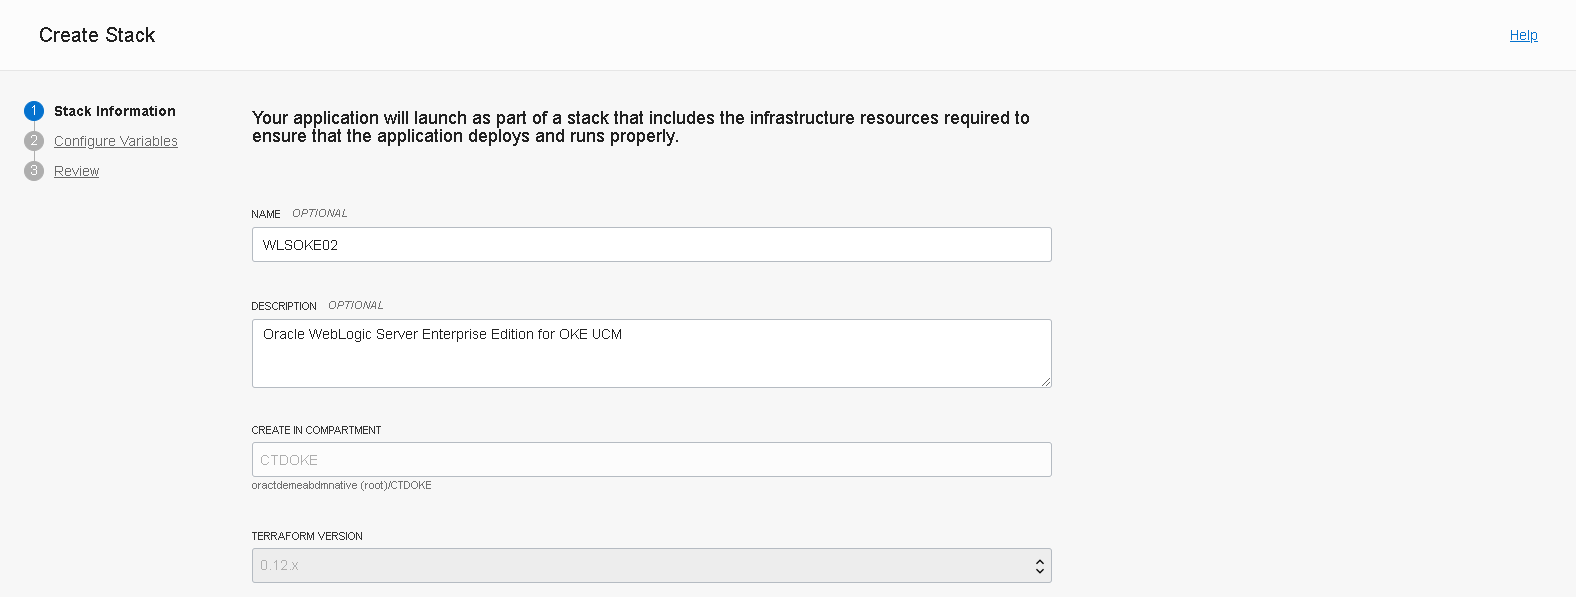 Create Stack
Help
1 Stack Information
2 Configure Variables
3 Review
Your application will launch as part of a stack that includes the infrastructure resources required to
ensure that the application deploys and runs properly.
NAME OPTIONAL
WLSOKE02
DESCRIPTION OPTIONAL
Oracle WebLogic Server Enterprise Edition for OKE UCM
CREATE IN COMPARTMENT
CTDOKE
oractdemeabdmnative (root)/CTDOKE
TERRAFORM VERSION
0.12.x